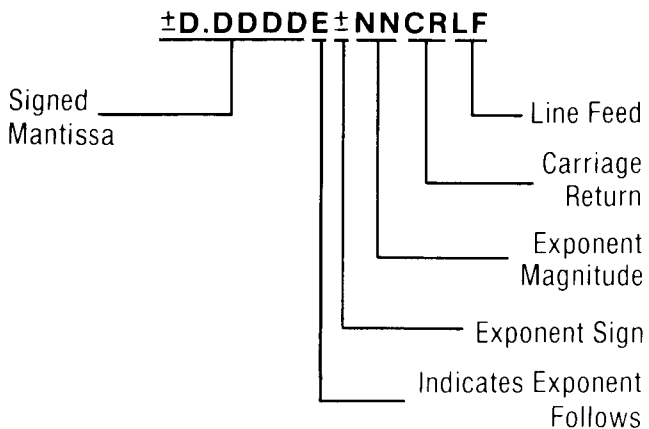 ±D.DDDDE±NNCRLF
Signed
Mantissa
Line Feed
Carriage
Return
Exponent
Magnitude
Exponent Sign
Indicates Exponent
Follows